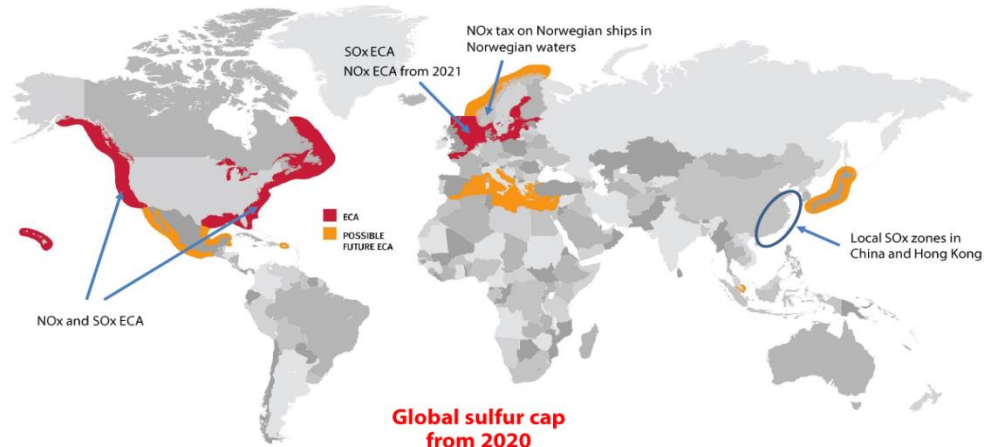 NOx tax on Norwegian ships in
Norwegian waters
SOx ECA
NOx ECA from 2021
ECA
POSSIBLE
FUTURE ECA
Local SOx zones in
China and Hong Kong
NOx and SOx ECA
Global sulfur cap
from 2020